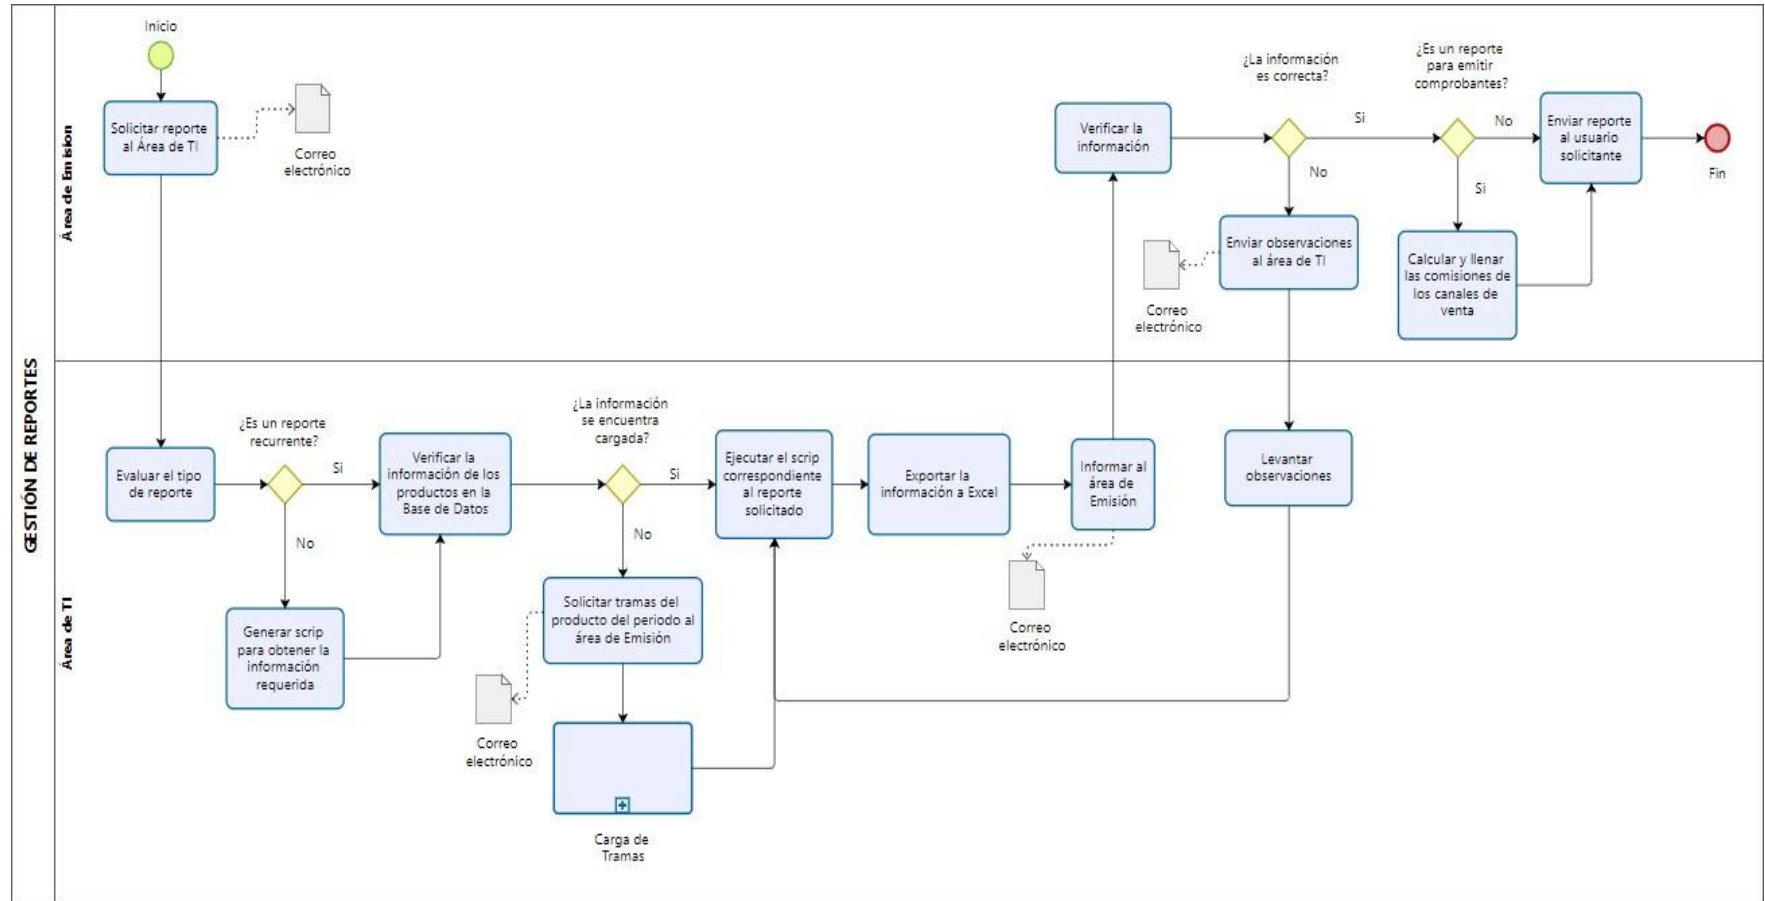 GESTIÓN DE REPORTES
Área de Emision
Inicio
Solicitar reporte
al Área de TI
Correo
electrónico
Verificar la
información
¿La información
es correcta?
Si
No
¿Es un reporte
para emitir
comprobantes?
No
Si
Enviar reporte
al usuario
solicitante
Fin
Enviar observaciones
al área de TI
Correo
electrónico
Calcular y llenar
las comisiones de
los canales de
venta
Área de TI
Evaluar el tipo
de reporte
¿Es un reporte
recurrente?
Si
No
Generar scrip
para obtener la
información
requerida
Verificar la
información de los
productos en la
Base de Datos
¿La información
se encuentra
cargada?
Si
No
Solicitar tramas del
producto del periodo al
área de Emisión
Correo
electrónico
Carga de
Tramas
Ejecutar el scrip
correspondiente
al reporte
solicitado
Exportar la
información a Excel
Informar al
área de
Emisión
Correo
electrónico
Levantar
observaciones